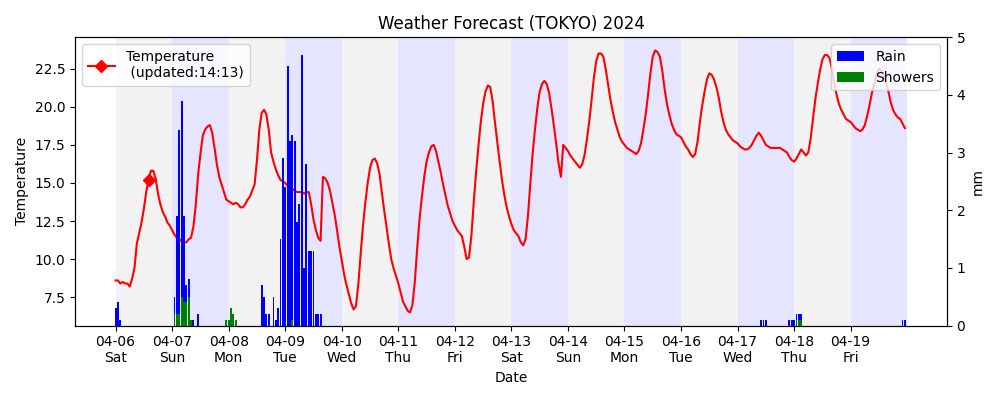 Weather Forecast (TOKYO) 2024
Temperature
(updated:14:13)
Rain
Showers
Temperature
22.5
20.0
17.5
15.0
12.5
10.0
7.5
5
4
3
2
1
0
mm
04-06 04-07 04-08 04-09 04-10 04-11 04-12 04-13 04-14 04-15 04-16 04-17 04-18 04-19
Sat Sun Mon Tue Wed Thu Fri Sat Sun Mon Tue Wed Thu Fri
Date